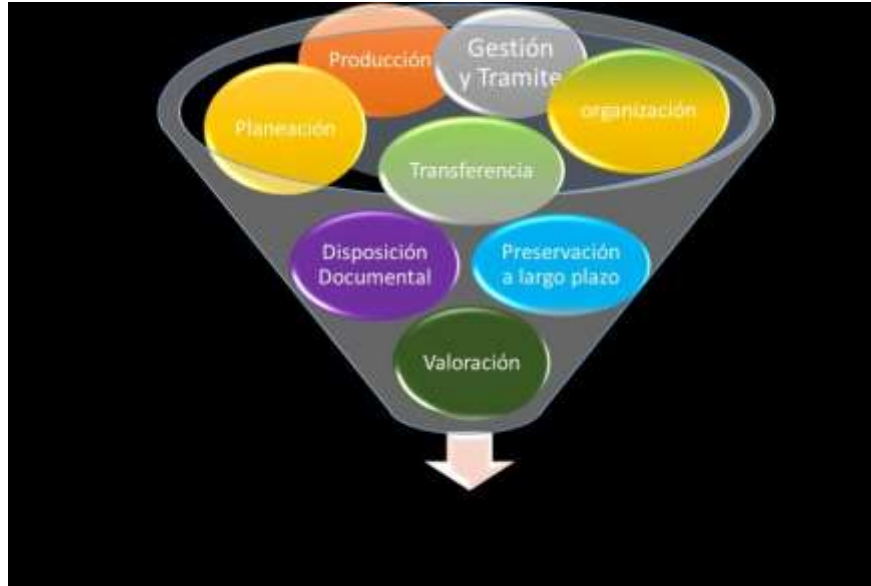 Producción
Gestión
y Tramite
Planeación
organización
Transferencia
Disposición
Documental
Preservación
a largo plazo
Valoración